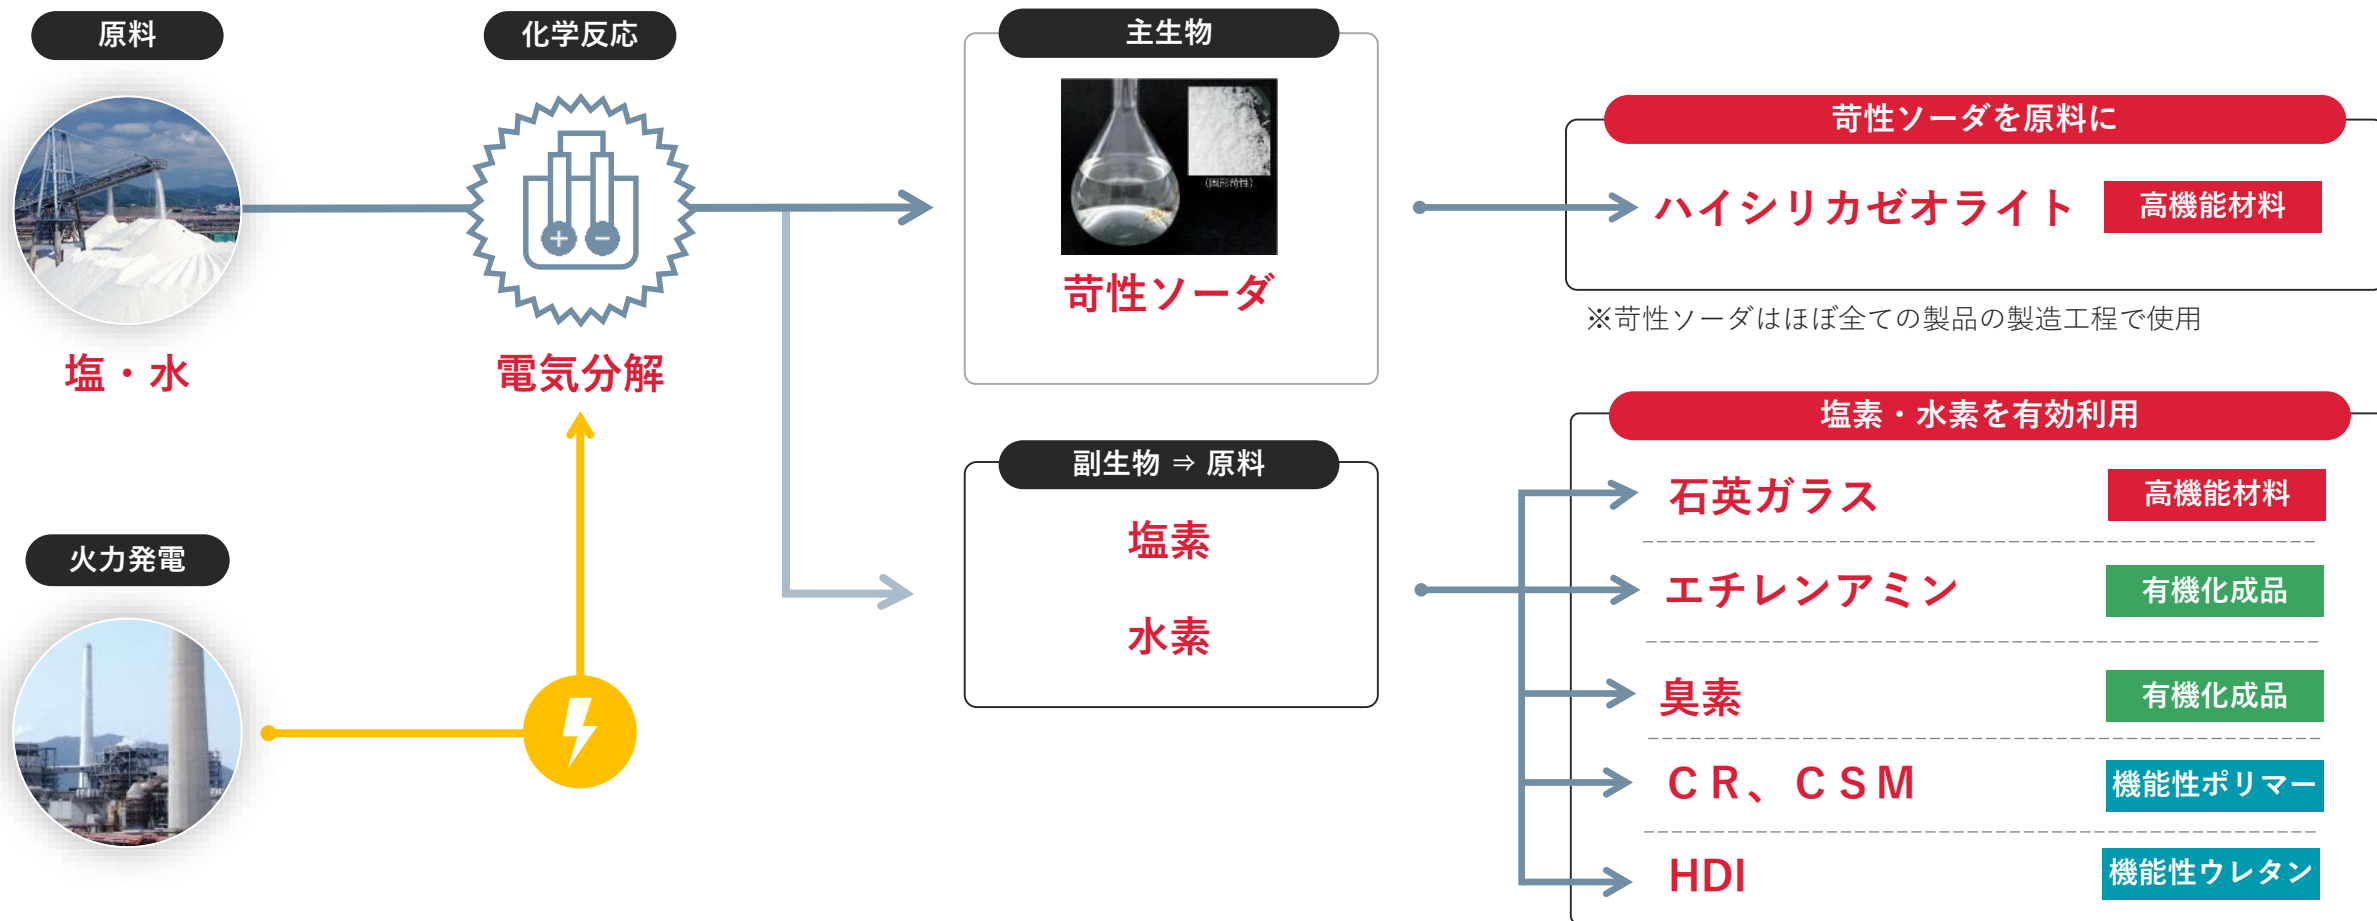 原料
塩・水
火力発電
化学反応
電気分解
主生物
(固形苛性)
苛性ソーダ
副生物 ⇒ 原料
塩素
水素
苛性ソーダを原料に
ハイシリカゼオライト
高機能材料
※苛性ソーダはほぼ全ての製品の製造工程で使用
塩素・水素を有効利用
石英ガラス
高機能材料
エチレンアミン
有機化成品
臭素
有機化成品
ＣＲ、ＣＳＭ
機能性ポリマー
HDI
機能性ウレタン